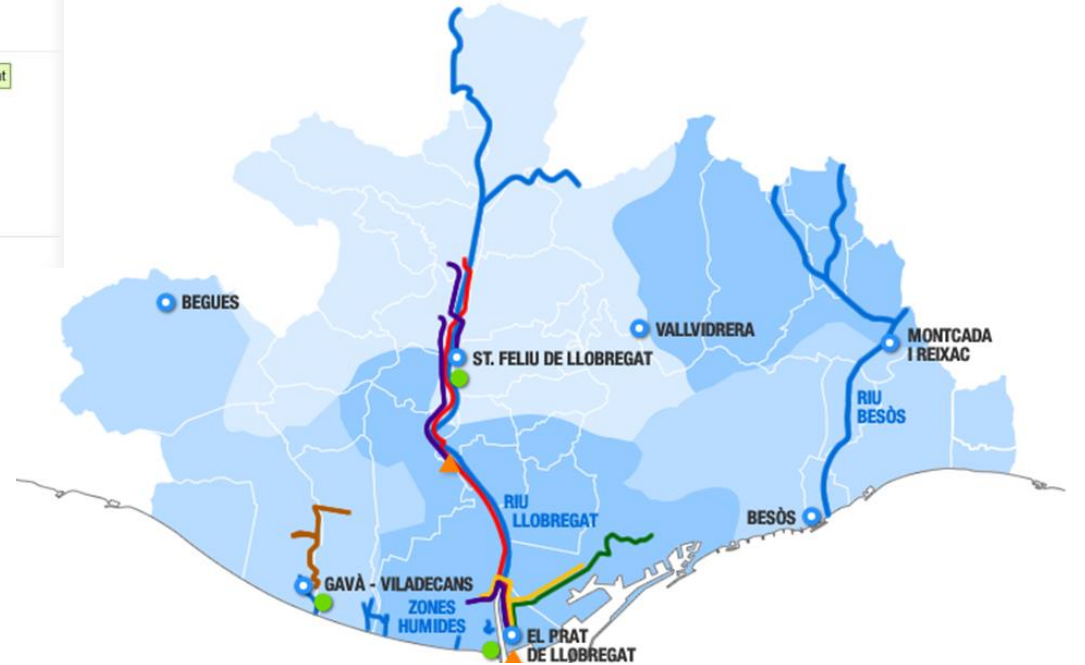 BEGUES
VALLVIDRERA
MONTCADA
I REIXAC
ST. FELIU DE LLOBREGAT
RIU
BESÒS
RIU
LLOBREGAT
BESÒS
GAVÀ - VILADECANS
ZONES
HUMIDES
EL PRAT
DE LLOBREGAT